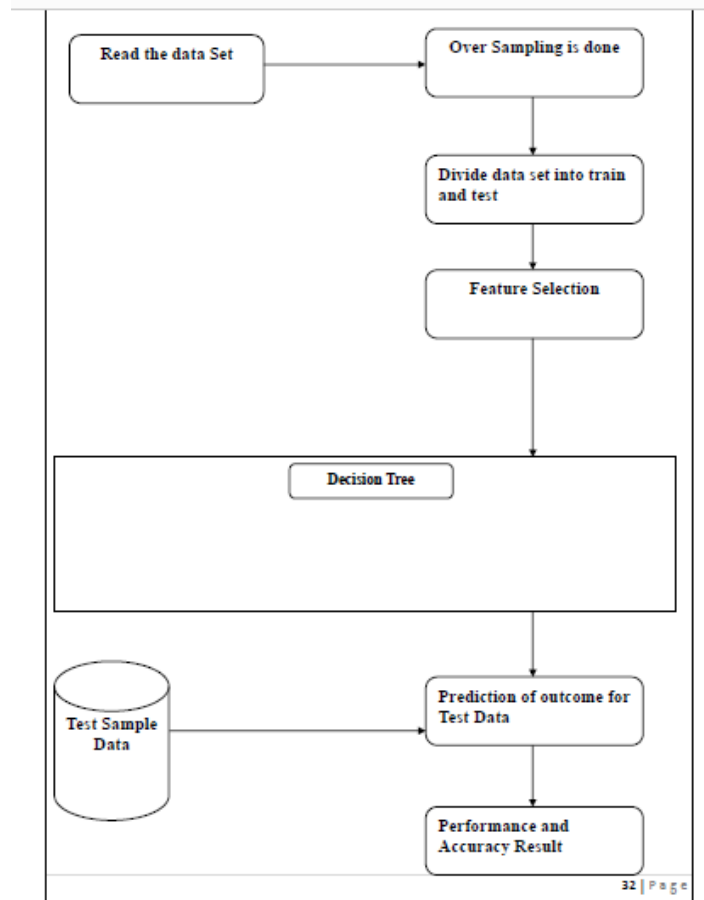 Read the data Set
Over Sampling is done
Divide data set into train
and test
Feature Selection
Decision Tree
Test Sample
Data
Prediction of outcome for
Test Data
Performance and
Accuracy Result
32 | Page